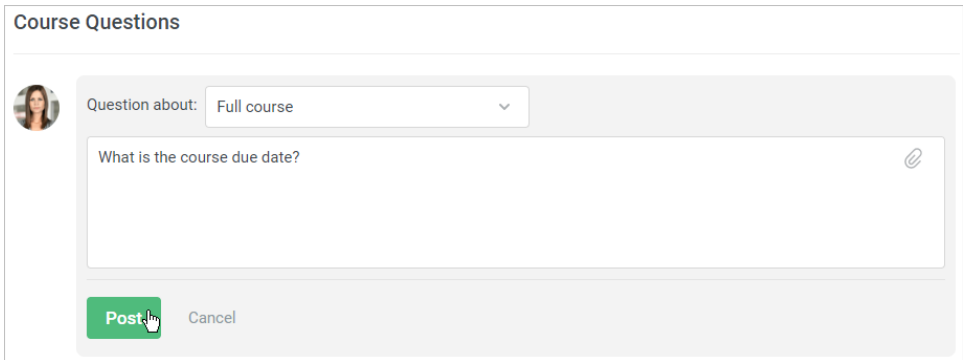 Course Questions
Question about: Full course
What is the course due date?
Post Cancel